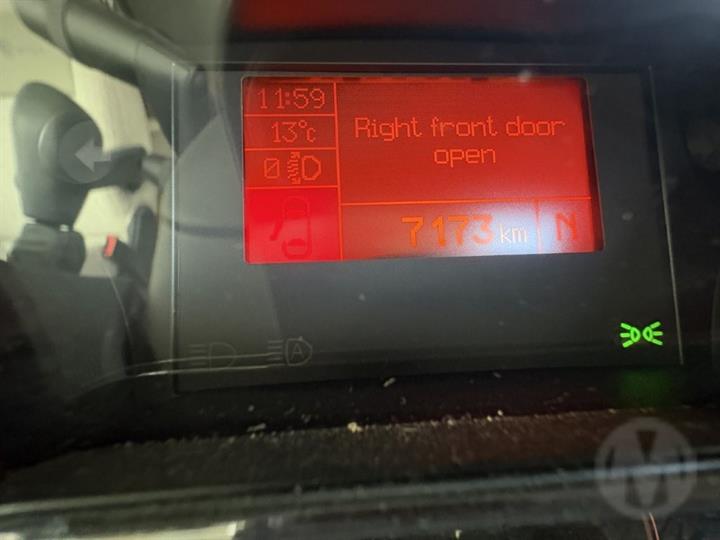 11:59
13°c
0
Right front door
open
7173 km
N
A
M